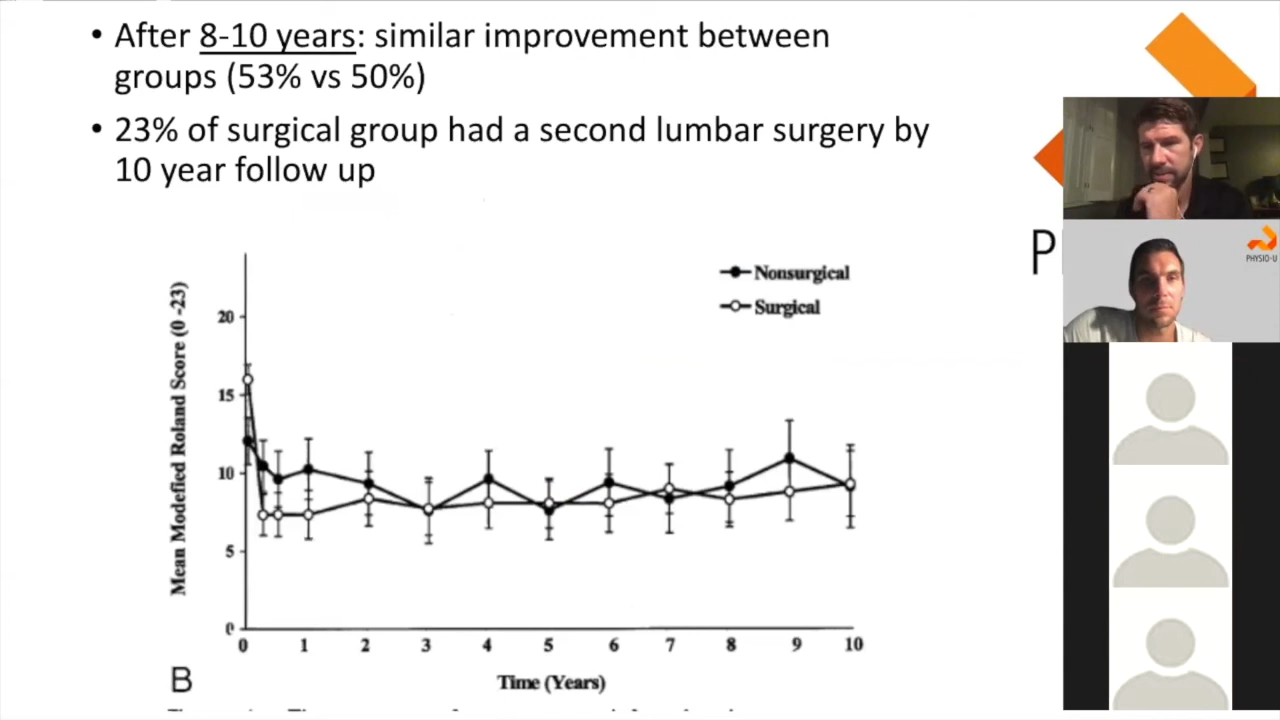 • After 8-10 years: similar improvement between
groups (53% vs 50%)
• 23% of surgical group had a second lumbar surgery by
10 year follow up
P
PHYSIO-U
Nonsurgical
Surgical
Mean Modefied Roland Score (0 -23)
20
15
10
5
0
0 1 2 3 4 5 6 7 8 9 10
Time (Years)
B